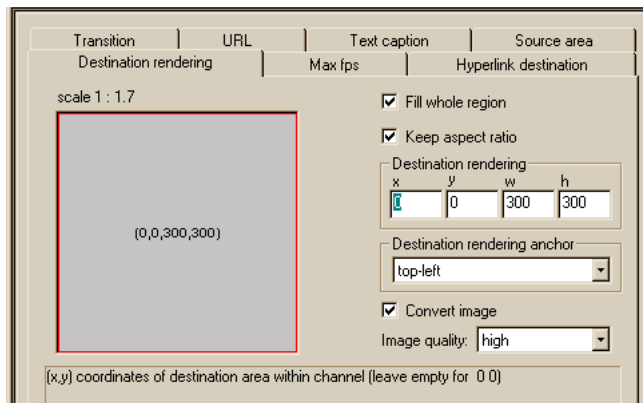 Transition URL Text caption Source area
Destination rendering Max fps Hyperlink destination
scale 1 : 1.7
(0,0,300,300)
Fill whole region
Keep aspect ratio
Destination rendering
x y w h
0 0 300 300
Destination rendering anchor
top-left
Convert image
Image quality: high
(x,y) coordinates of destination area within channel (leave empty for 0 0)